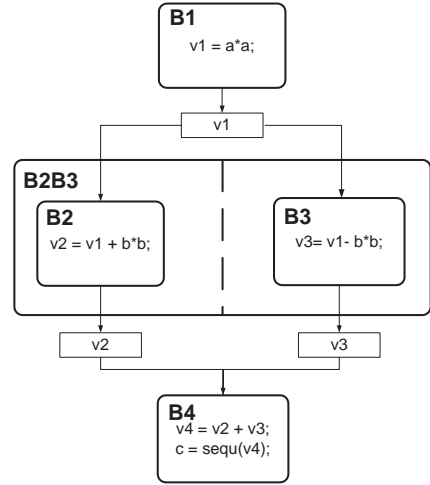 B1
v1 = a*a;
v1
B2B3
B2
v2 = v1 + b*b;
B3
v3= v1- b*b;
v2
v3
B4
v4 = v2 + v3;
c = sequ(v4);